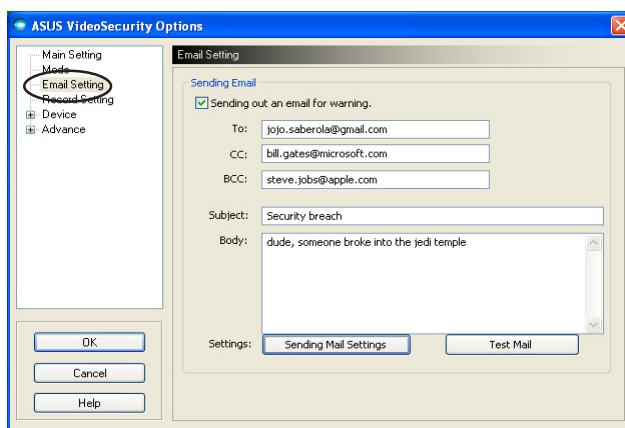 ASUS VideoSecurity Options
Main Setting
Mode
Email Setting
Record Setting
Device
Advance
OK
Cancel
Help
Email Setting
Sending Email
Sending out an email for warning.
To: jojo.saberola@gmail.com
CC: bill.gates@microsoft.com
BCC: steve.jobs@apple.com
Subject: Security breach
Body: dude, someone broke into the jedi temple
Settings: Sending Mail Settings Test Mail